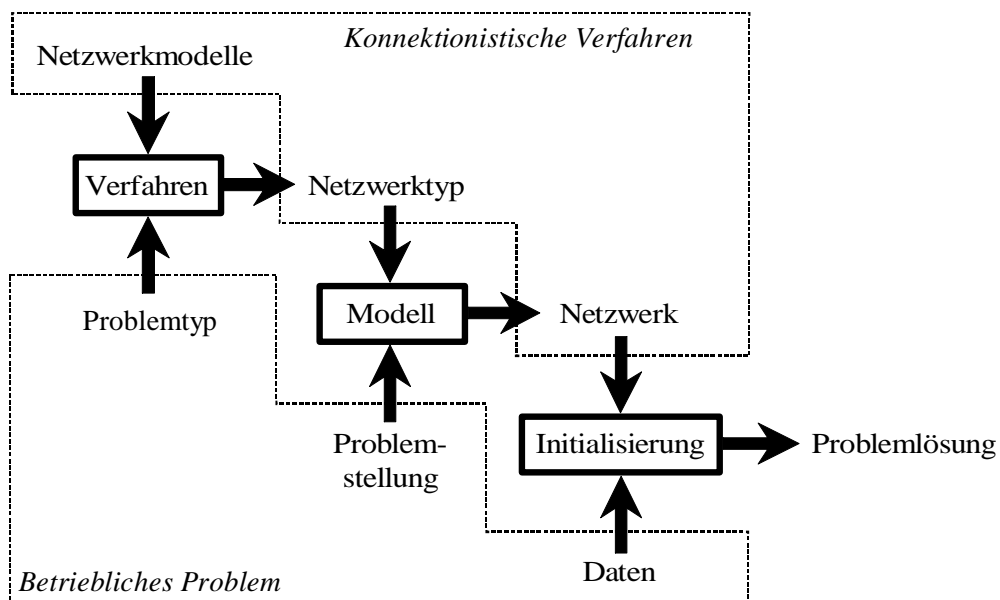 Konnektionistische Verfahren
Netzwerkmodelle
Verfahren
Netzwerktyp
Problemtyp
Modell
Netzwerk
Problem-
stellung
Initialisierung
Problemlösung
Daten
Betriebliches Problem